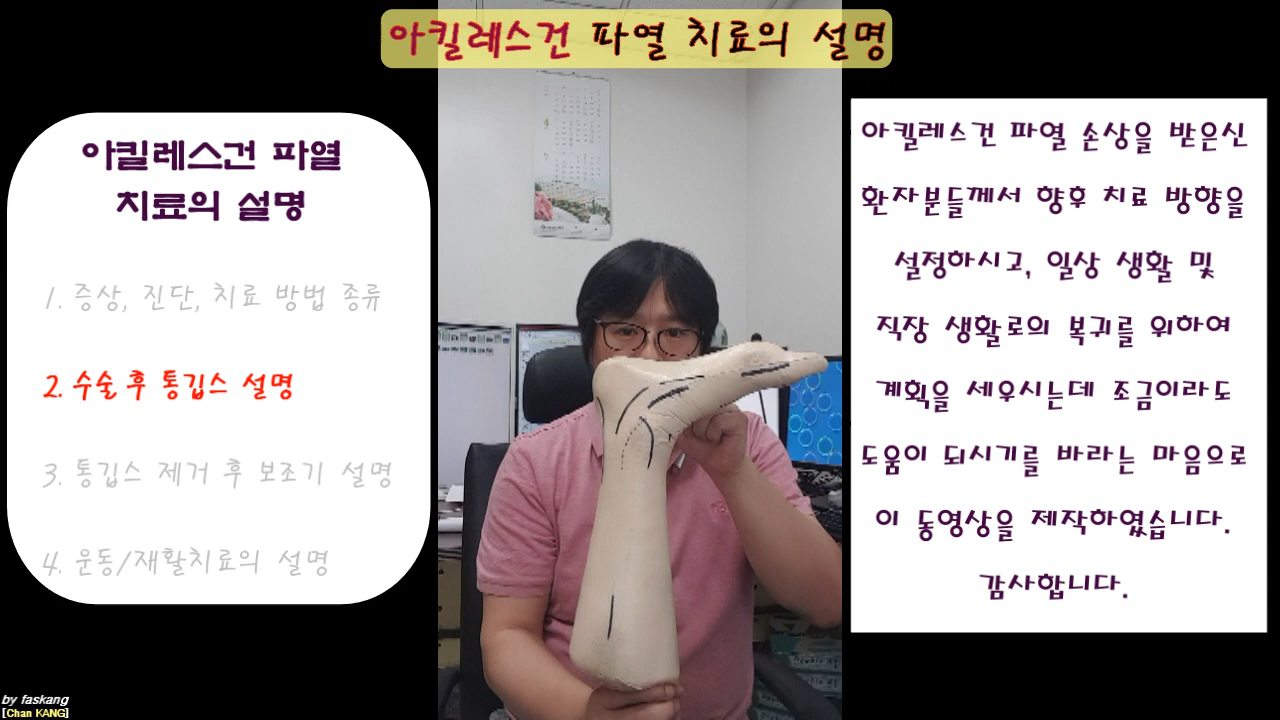 아킬레스건 파열 치료의 설명
아킬레스건 파열
치료의 설명
1. 증상, 진단, 치료 방법 종류
2. 수술 후 통깁스 설명
3. 통깁스 제거 후 보조기 설명
4. 운동/재활치료의 설명
아킬레스건 파열 손상을 받은신
환자분들께서 향후 치료 방향을
설정하시고, 일상 생활 및
직장 생활로의 복귀를 위하여
계획을 세우시는데 조금이라도
도움이 되시기를 바라는 마음으로
이 동영상을 제작하였습니다.
감사합니다.
by faskang
[Chan KANG]